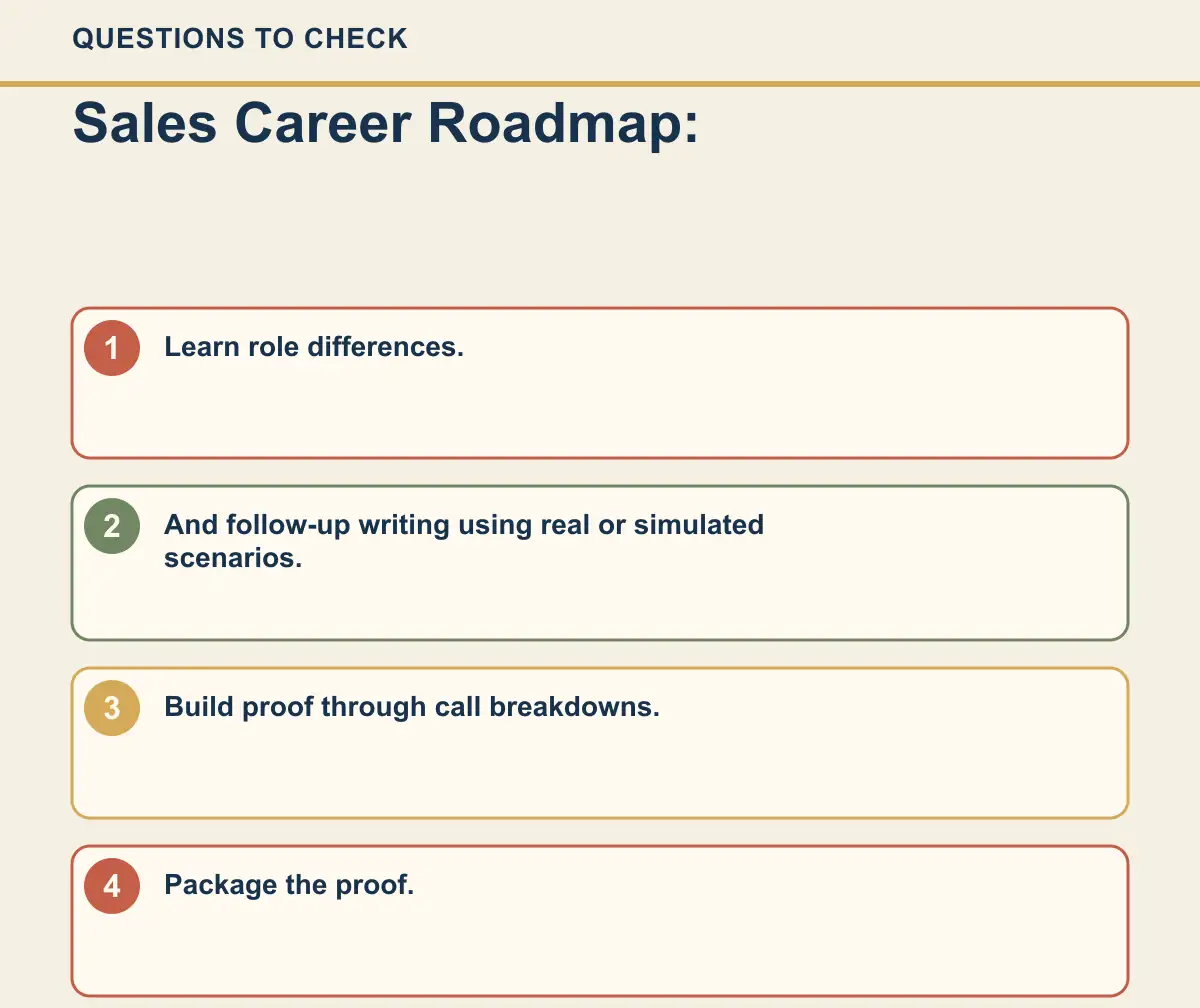 QUESTIONS TO CHECK
Sales Career Roadmap:
1 Learn role differences.
2 And follow-up writing using real or simulated
scenarios.
3 Build proof through call breakdowns.
4 Package the proof.